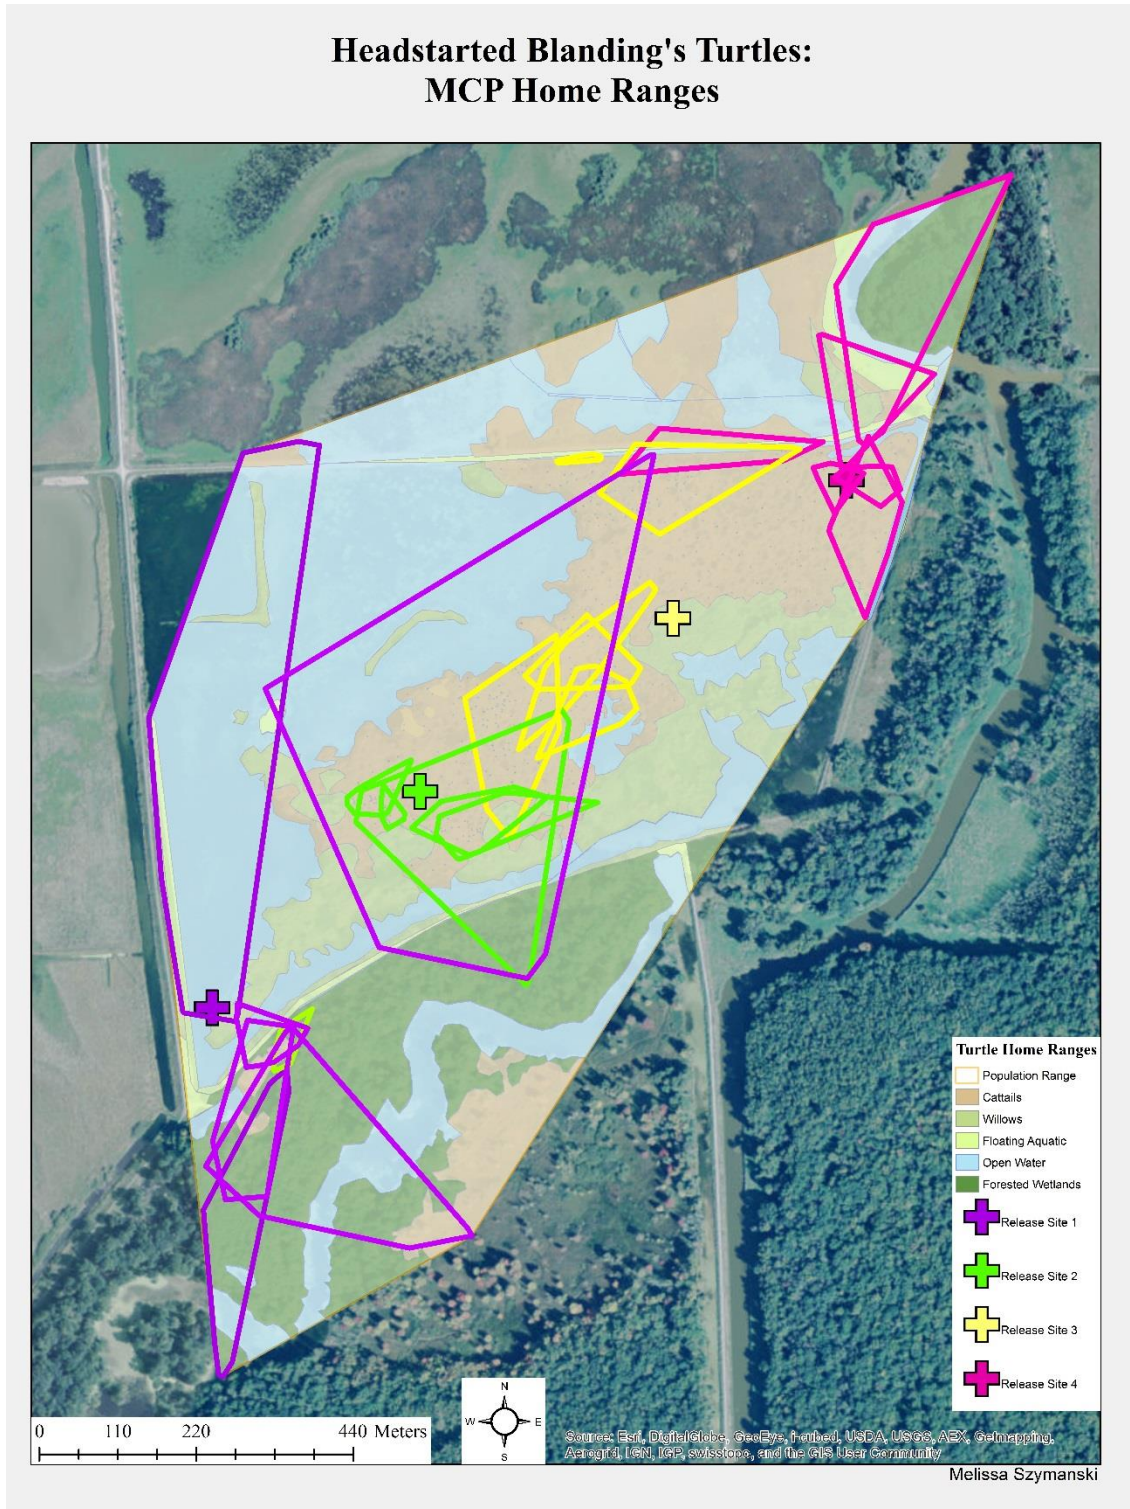 Headstarted Blanding's Turtles:
MCP Home Ranges
Turtle Home Ranges
Population Range
Cattails
Willows
Floating Aquatic
Open Water
Forested Wetlands
Release Site 1
Release Site 2
Release Site 3
Release Site 4
0 110 220 440 Meters
N
W E
S
Source: Esri, DigitalGlobe, GeoEye, i-cubed, USDA, USGS, AEX, Getmapping,
Aerogrid, IGN, IGP, swisstopo, and the GIS User Community
Melissa Szymanski